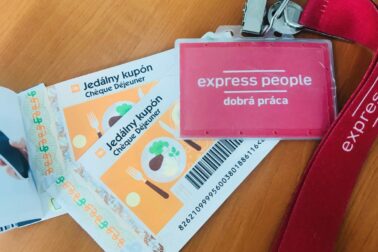 Jedálny kupón
Chèque Déjeuner
Jedálny kupón
Chèque Déjeuner
express people
dobrá práca
express